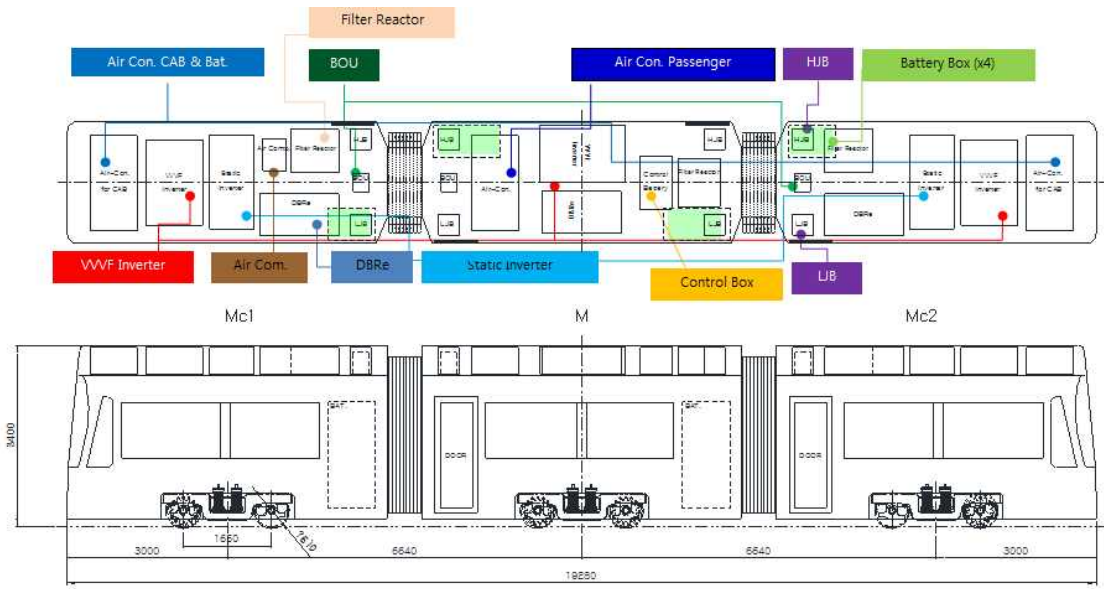 Filter Reactor
Air Con. CAB & Bat.
BOU
Air Con. Passenger
HJB
Battery Box (x4)
HJB
HJB
HJB
HJB
Air Comp.
Filter Reactor
Filter Reactor
Air-Con.
for CAB
VVVF
Inverter
Static
Inverter
BOU
BOU
Air-Con.
VVVF
Inverter
Control
Battery
Filter Reactor
BOU
Static
Inverter
VVVF
Inverter
Air-Con.
for CAB
DBRe
DBRe
DBRe
LJB
LJB
LJB
LJB
VVVF Inverter
Air Com.
DBRe
Static Inverter
Control Box
LJB
Mc1
M
Mc2
3400
BAT.
DOOR
BAT.
DOOR
3000
6640
6640
3000